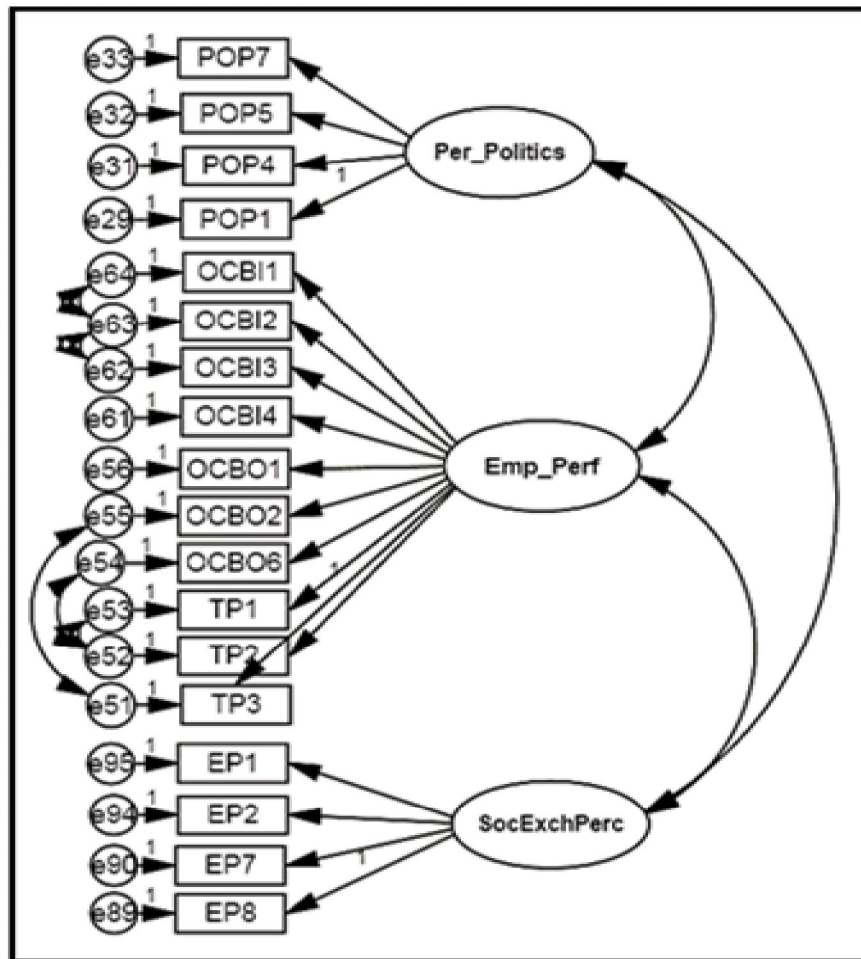 e33 1 POP7
e32 1 POP5
Per_Politics
e31 1 POP4
1
e29 1 POP1
e64 1 OCBI1
e63 1 OCBI2
e62 1 OCBI3
e61 1 OCBI4
e56 1 OCBO1
Emp_Perf
e55 1 OCBO2
e54 1 OCBO6
1
e53 1 TP1
e52 1 TP2
e51 1 TP3
e95 1 EP1
e94 1 EP2
SocExchPerc
e90 1 EP7
1
e89 1 EP8